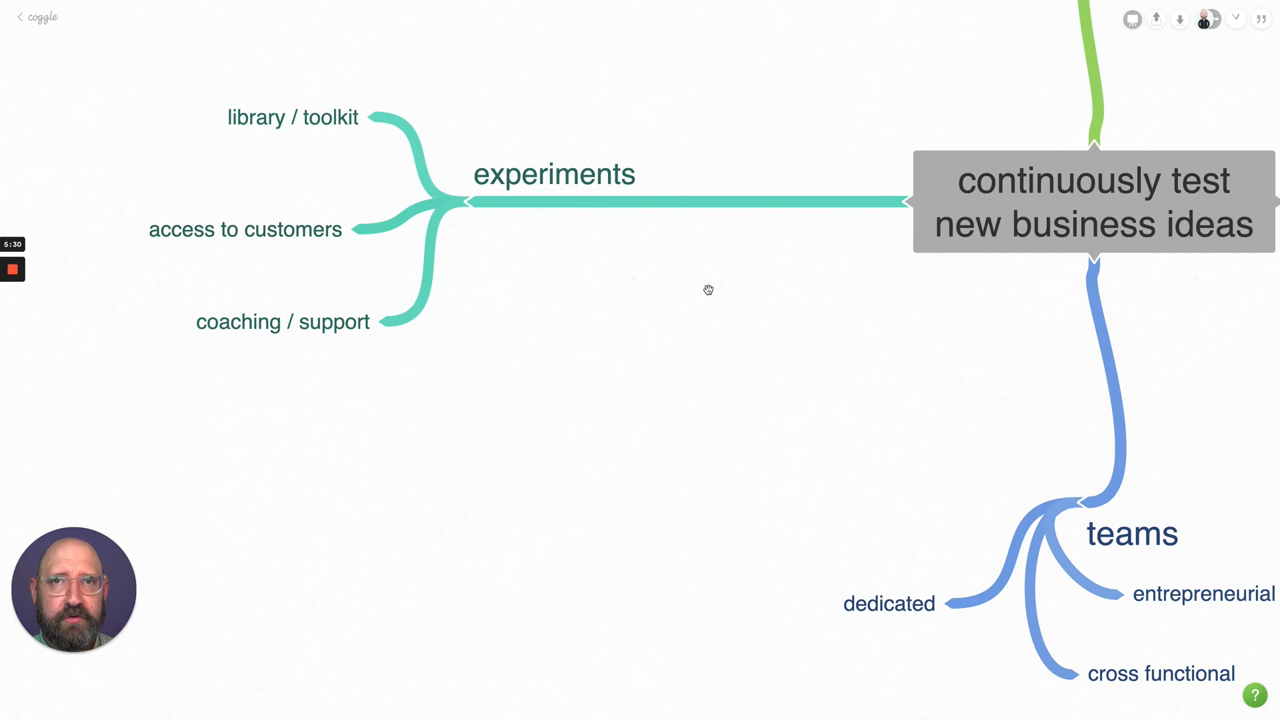 coggle
library / toolkit
experiments
access to customers
coaching / support
continuously test
new business ideas
5:30
teams
dedicated
entrepreneurial
cross functional
?